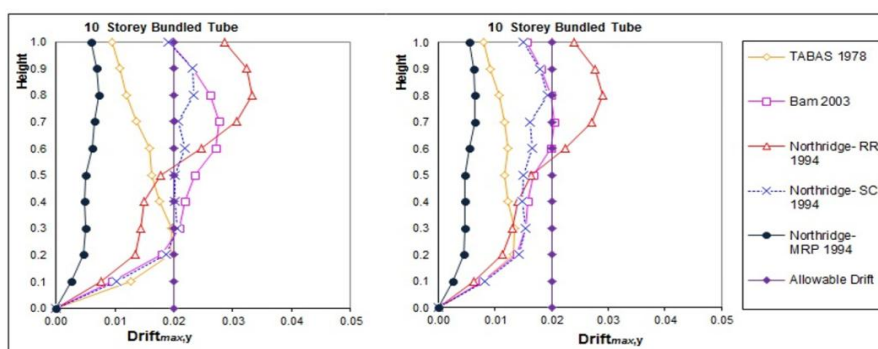 10 Storey Bundled Tube
Height
1.0
0.9
0.8
0.7
0.6
0.5
0.4
0.3
0.2
0.1
0.0
0.00 0.01 0.02 0.03 0.04 0.05
Driftmax,y
10 Storey Bundled Tube
Height
1.0
0.9
0.8
0.7
0.6
0.5
0.4
0.3
0.2
0.1
0.0
0.00 0.01 0.02 0.03 0.04 0.05
Driftmax,y
TABAS 1978
Bam 2003
Northridge- RR
1994
Northridge- SC
1994
Northridge-
MRP 1994
Allowable Drift